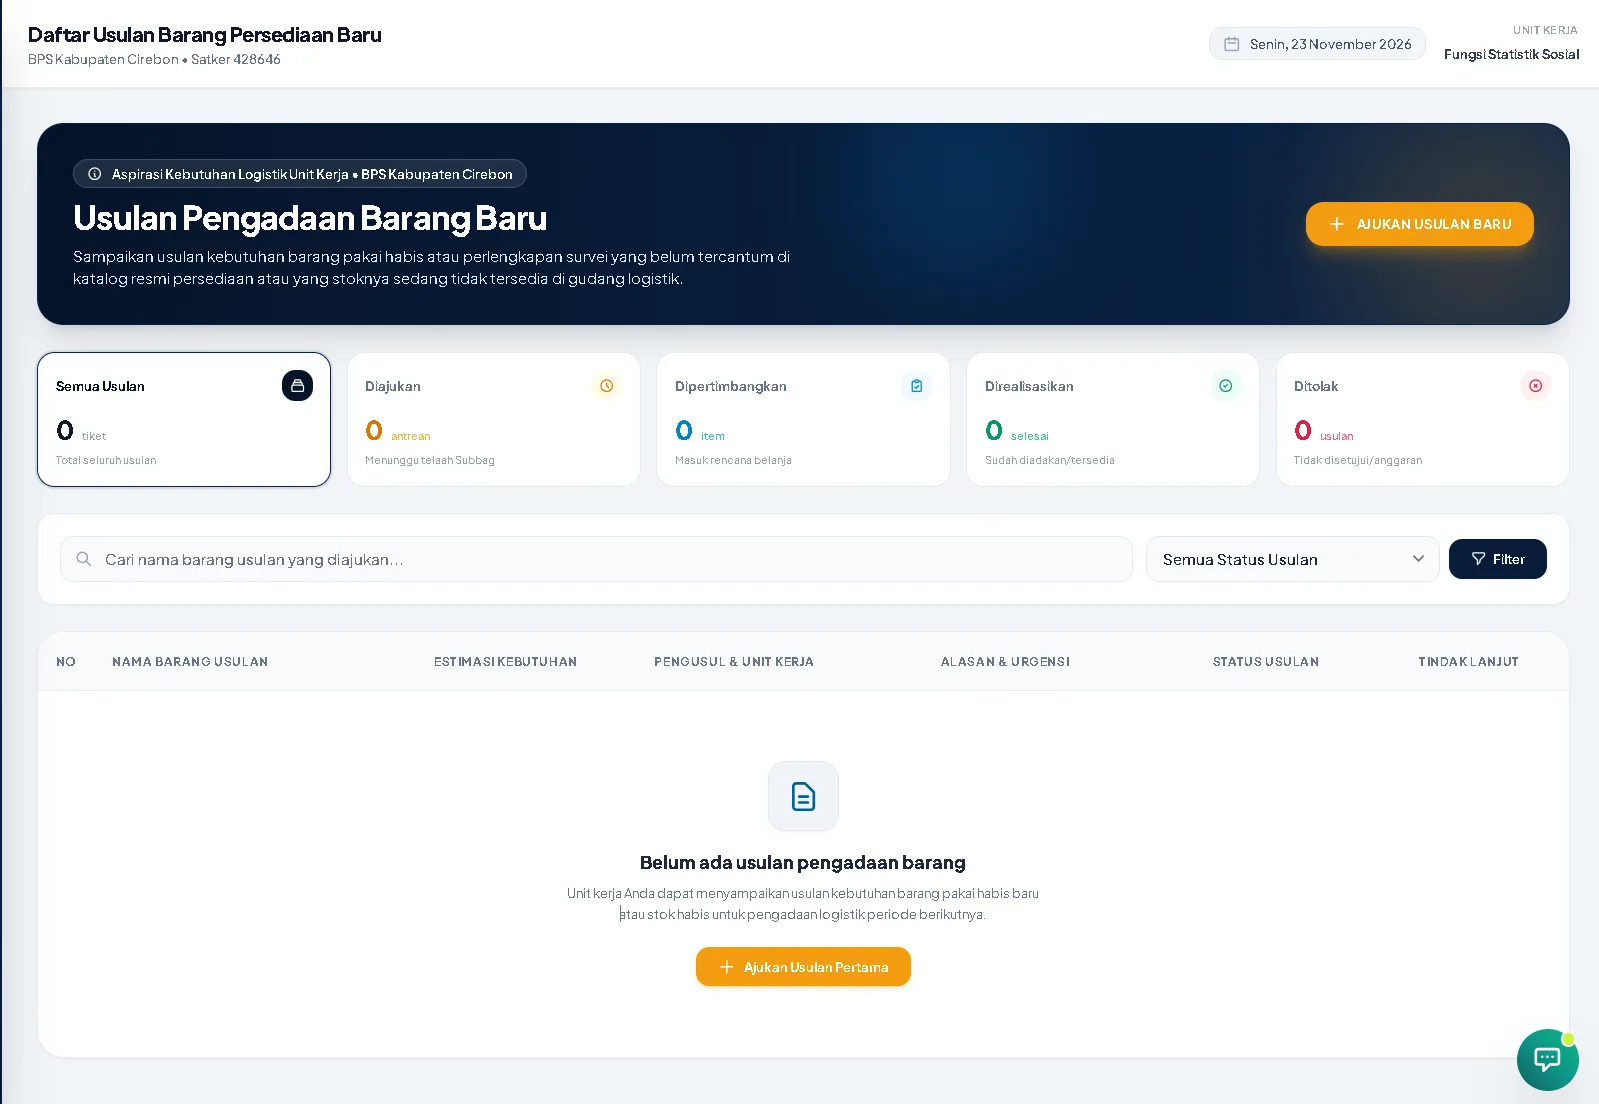 Daftar Usulan Barang Persediaan Baru
BPS Kabupaten Cirebon • Satker 428646
Senin, 23 November 2026
UNIT KERJA
Fungsi Statistik Sosial
Aspirasi Kebutuhan Logistik Unit Kerja • BPS Kabupaten Cirebon
Usulan Pengadaan Barang Baru
Sampaikan usulan kebutuhan barang pakai habis atau perlengkapan survei yang belum tercantum di
katalog resmi persediaan atau yang stoknya sedang tidak tersedia di gudang logistik.
AJUKAN USULAN BARU
Semua Usulan
0 tiket
Total seluruh usulan
Diajukan
0 antrean
Menunggu telaah Subbag
Dipertimbangkan
0 item
Masuk rencana belanja
Direalisasikan
0 selesai
Sudah diadakan/tersedia
Ditolak
0 usulan
Tidak disetujui/anggaran
Cari nama barang usulan yang diajukan...
Semua Status Usulan
Filter
NO NAMA BARANG USULAN ESTIMASI KEBUTUHAN PENGUSUL & UNIT KERJA ALASAN & URGENSI STATUS USULAN TINDAK LANJUT
Belum ada usulan pengadaan barang
Unit kerja Anda dapat menyampaikan usulan kebutuhan barang pakai habis baru
atau stok habis untuk pengadaan logistik periode berikutnya.
Ajukan Usulan Pertama